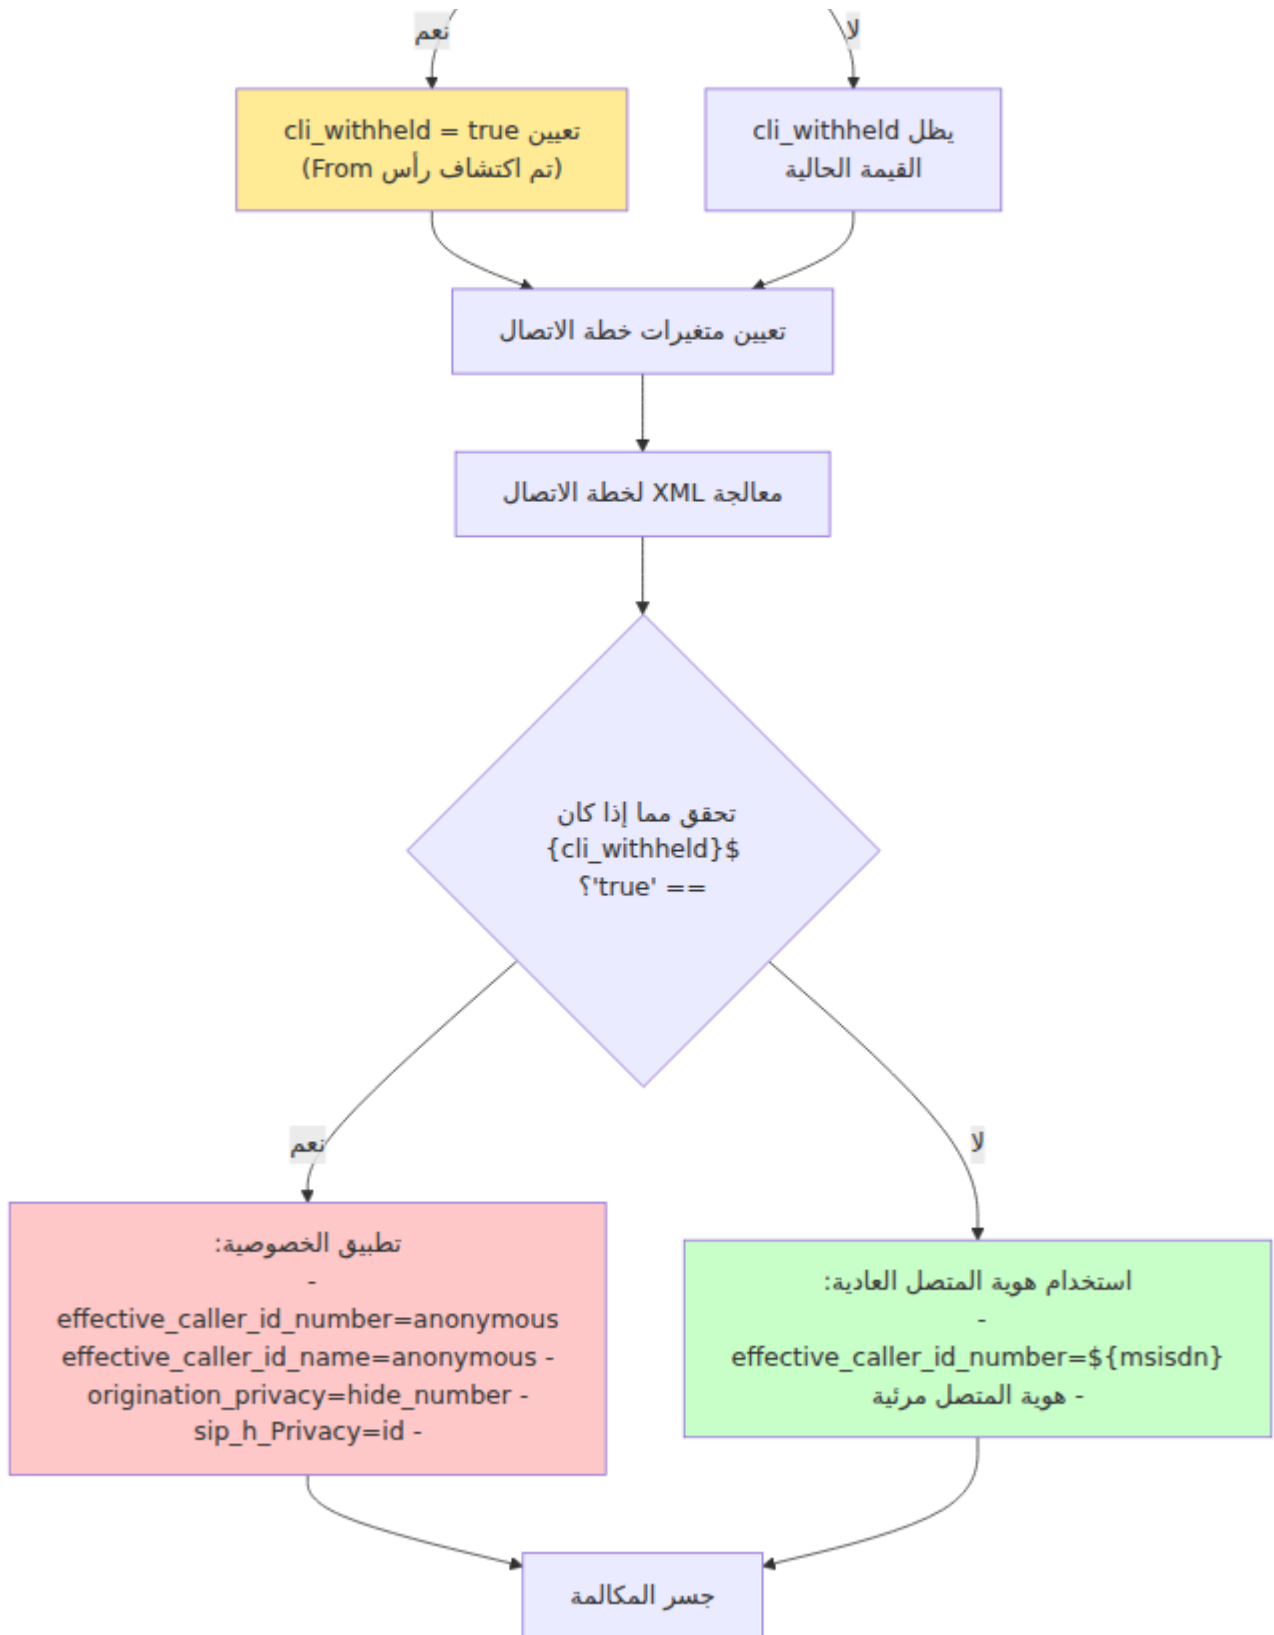 نعم
لا
تعيين cli_withheld = true
(تم اكتشاف رأس From)
يظل cli_withheld
القيمة الحالية
تعيين متغيرات خطة الاتصال
معالجة XML لخطة الاتصال
تحقق مما إذا كان
${cli_withheld}
== 'true'؟
نعم
لا
تطبيق الخصوصية:
-
effective_caller_id_number=anonymous
- effective_caller_id_name=anonymous
- origination_privacy=hide_number
- sip_h_Privacy=id
استخدام هوية المتصل العادية:
-
effective_caller_id_number=${msisdn}
- هوية المتصل مرئية
جسر المكالمة